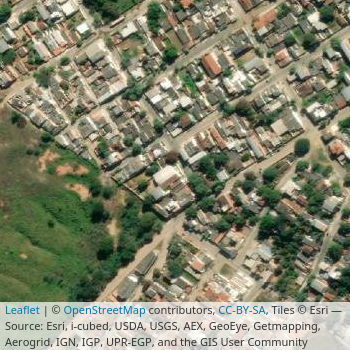 Leaflet | © OpenStreetMap contributors, CC-BY-SA, Tiles © Esri —
Source: Esri, i-cubed, USDA, USGS, AEX, GeoEye, Getmapping,
Aerogrid, IGN, IGP, UPR-EGP, and the GIS User Community